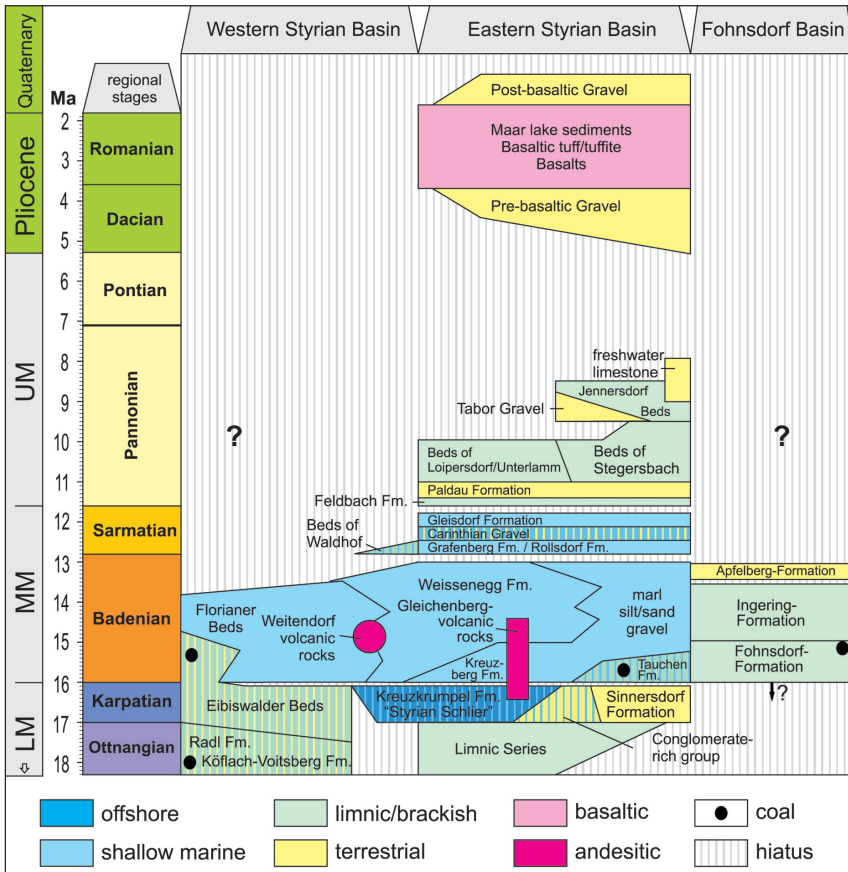 Western Styrian Basin
Eastern Styrian Basin
Fohnsdorf Basin
Quaternary
regional
stages
Ma
Post-basaltic Gravel
2
Pliocene
Romanian
Maar lake sediments
Basaltic tuff/tuffite
Basalts
3
4
Dacian
Pre-basaltic Gravel
5
6
Pontian
7
UM
Pannonian
8
freshwater
limestone
Jennersdorf
Beds
9
Tabor Gravel
10
?
?
Beds of
Loipersdorf/Unterlamm
Beds of
Stegersbach
11
Paldau Formation
Feldbach Fm.
12
Sarmatian
Beds of
Waldhof
Gleisdorf Formation
Carinthian Gravel
Grafenberg Fm. / Rollsdorf Fm.
13
MM
Badenian
Apfelberg-Formation
Weissenegg Fm.
14
Florianer
Beds
Weitendorf
volcanic
rocks
Gleichenberg-
volcanic
rocks
marl
silt/sand
gravel
Ingering-
Formation
15
Kreuz-
berg Fm.
Tauchen
Fm.
Fohnsdorf-
Formation
16
LM
Karpatian
Eibiswalder Beds
Kreuzkrumpel Fm.
"Styrian Schlier"
Sinnersdorf
Formation
?
17
Ottnangian
Radl Fm.
Köflach-Voitsberg Fm.
Limnic Series
Conglomerate-
rich group
18
offshore
limnic/brackish
basaltic
coal
shallow marine
terrestrial
andesitic
hiatus